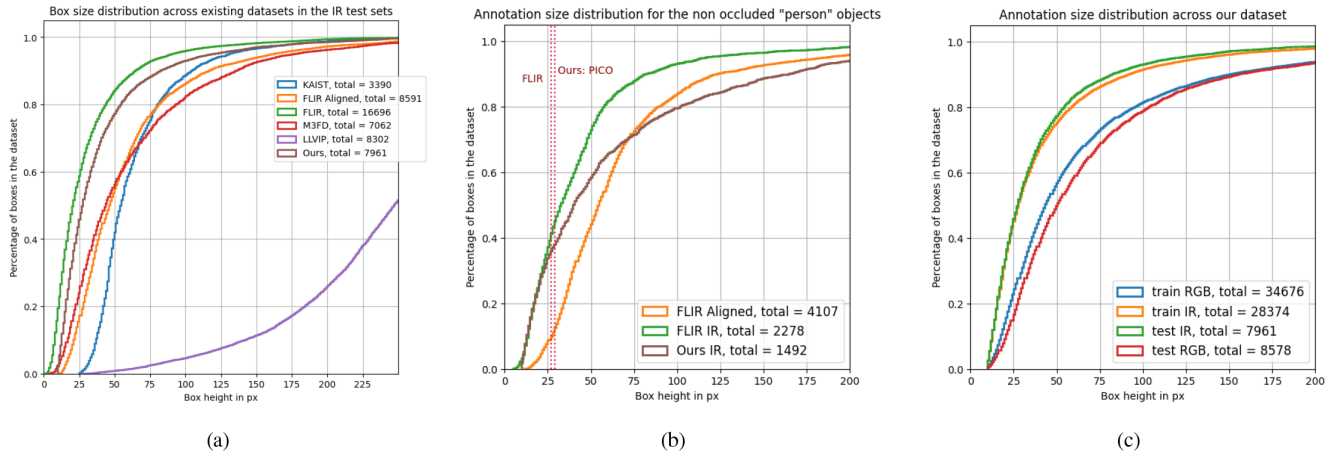 Box size distribution across existing datasets in the IR test sets
Percentage of boxes in the dataset
1.0
0.8
0.6
0.4
0.2
0.0
KAIST, total = 3390
FLIR Aligned, total = 8591
FLIR, total = 16696
M3FD, total = 7062
LLVIP, total = 8302
Ours, total = 7961
0 25 50 75 100 125 150 175 200 225
Box height in px
(a)
Annotation size distribution for the non occluded "person" objects
Percentage of boxes in the dataset
1.0
0.8
0.6
0.4
0.2
0.0
FLIR
Ours: PICO
FLIR Aligned, total = 4107
FLIR IR, total = 2278
Ours IR, total = 1492
0 25 50 75 100 125 150 175 200
Box height in px
(b)
Annotation size distribution across our dataset
Percentage of boxes in the dataset
1.0
0.8
0.6
0.4
0.2
0.0
train RGB, total = 34676
train IR, total = 28374
test IR, total = 7961
test RGB, total = 8578
0 25 50 75 100 125 150 175 200
Box height in px
(c)